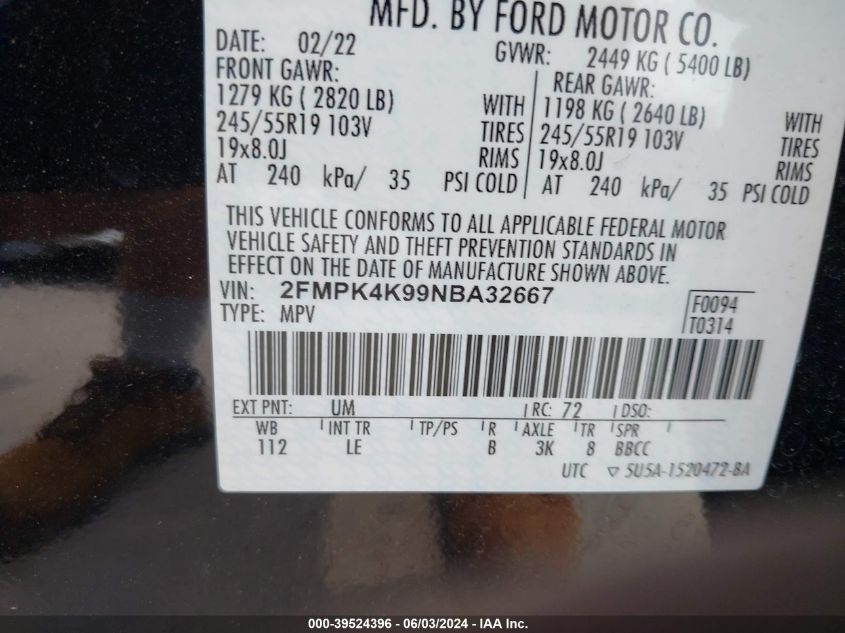 MFD. BY FORD MOTOR CO.
DATE: 02/22 GVWR: 2449 KG ( 5400 LB)
FRONT GAWR: REAR GAWR:
1279 KG ( 2820 LB) WITH 1198 KG ( 2640 LB) WITH
245/55R19 103V TIRES 245/55R19 103V TIRES
19x8.0J RIMS 19x8.0J RIMS
AT 240 kPa/ 35 PSI COLD AT 240 kPa/ 35 PSI COLD
THIS VEHICLE CONFORMS TO ALL APPLICABLE FEDERAL MOTOR
VEHICLE SAFETY AND THEFT PREVENTION STANDARDS IN
EFFECT ON THE DATE OF MANUFACTURE SHOWN ABOVE.
VIN: 2FMPK4K99NBA32667 F0094
TYPE: MPV T0314
EXT PNT: UM RC: 72 DSO:
WB INT TR TP/PS R AXLE TR SPR
112 LE B 3K 8 BBCC
UTC ▽ 5U5A-1520472-BA
000-39524396 - 06/03/2024 - IAA Inc.